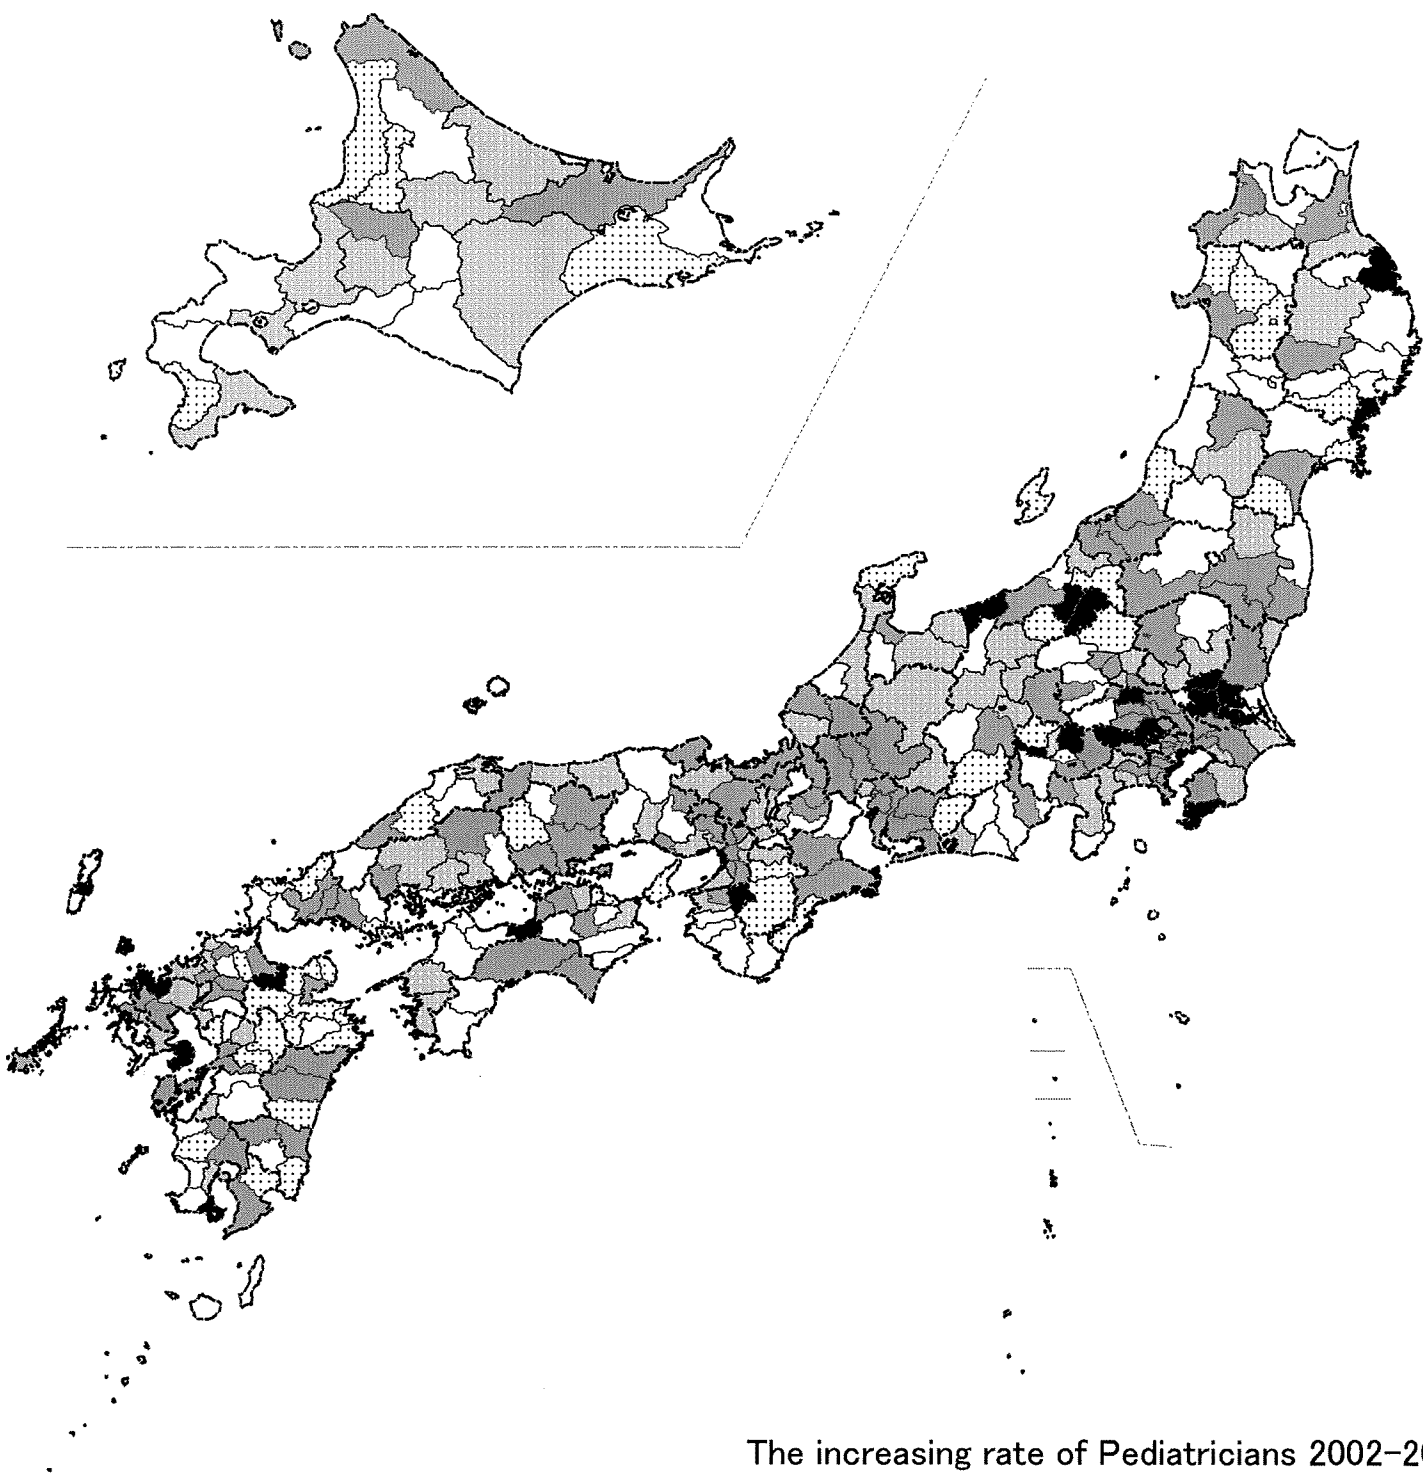 The increasing rate of Pediatricians 2002-2